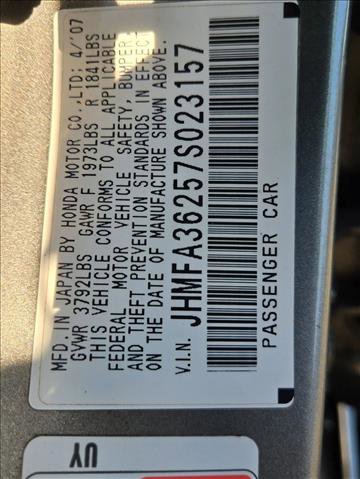 MFD. IN JAPAN BY HONDA MOTOR CO.,LTD; 4/'07
GVWR 3792LBS GAWR F 1973LBS R 1841LBS
THIS VEHICLE CONFORMS TO ALL APPLICABLE
FEDERAL MOTOR VEHICLE SAFETY, BUMPER,
AND THEFT PREVENTION STANDARDS IN EFFECT
ON THE DATE OF MANUFACTURE SHOWN ABOVE.
V.I.N. JHMFA36257S023157
PASSENGER CAR
UY